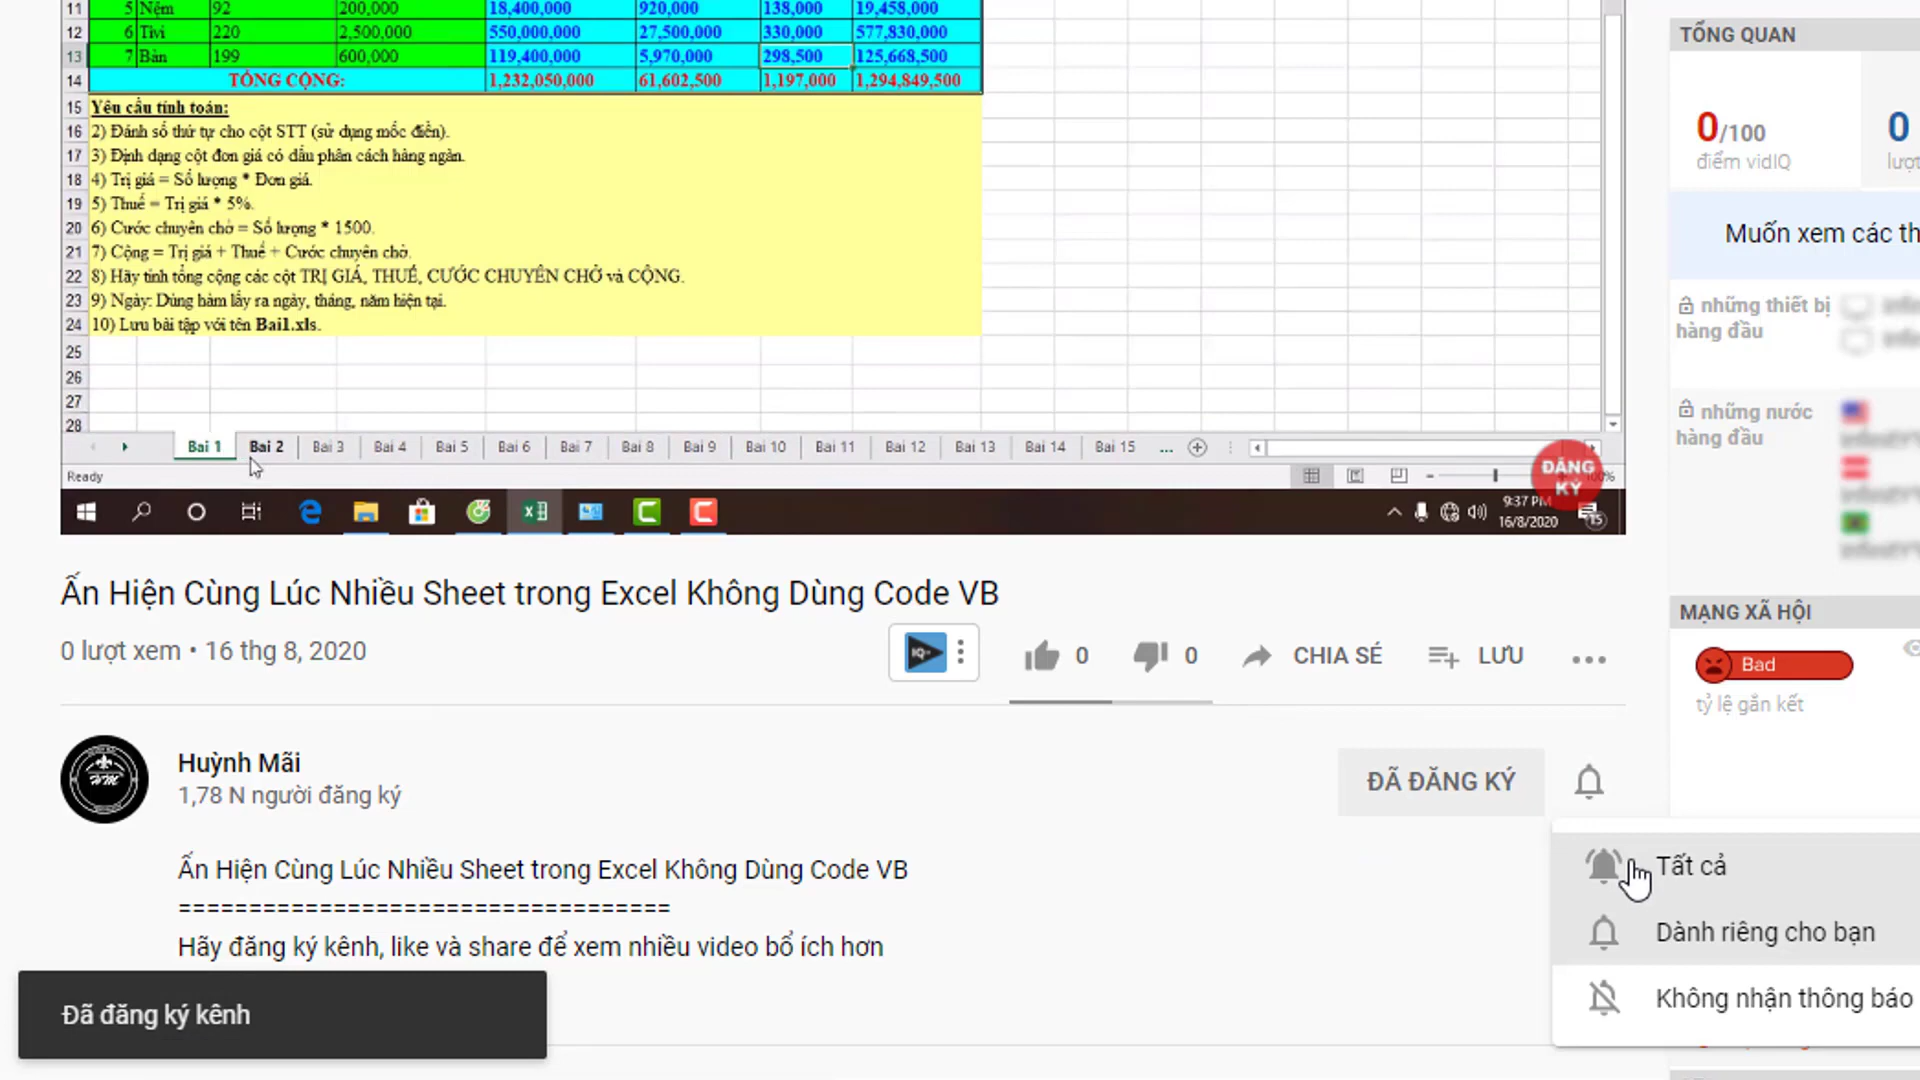 11 5 Nệm 92 200,000 18,400,000 920,000 138,000 19,458,000
12 6 Tivi 220 2,500,000 550,000,000 27,500,000 330,000 577,830,000
13 7 Bàn 199 600,000 119,400,000 5,970,000 298,500 125,668,500
14 TỔNG CỘNG: 1,232,050,000 61,602,500 1,197,000 1,294,849,500
15 Yêu cầu tính toán:
16 2) Đánh số thứ tự cho cột STT (sử dụng mốc điền).
17 3) Định dạng cột đơn giá có dấu phân cách hàng ngàn.
18 4) Trị giá = Số lượng * Đơn giá.
19 5) Thuế = Trị giá * 5%.
20 6) Cước chuyên chở = Số lượng * 1500.
21 7) Cộng = Trị giá + Thuế + Cước chuyên chở.
22 8) Hãy tính tổng cộng các cột TRỊ GIÁ, THUẾ, CƯỚC CHUYÊN CHỞ và CỘNG.
23 9) Ngày: Dùng hàm lấy ra ngày, tháng, năm hiện tại.
24 10) Lưu bài tập với tên Bai1.xls.
25
26
27
28
Bai 1 Bai 2 Bai 3 Bai 4 Bai 5 Bai 6 Bai 7 Bai 8 Bai 9 Bai 10 Bai 11 Bai 12 Bai 13 Bai 14 Bai 15 ...
Ready
ĐĂNG KÝ
9:37 PM
16/8/2020
15
Ẩn Hiện Cùng Lúc Nhiều Sheet trong Excel Không Dùng Code VB
0 lượt xem • 16 thg 8, 2020
IQ
0 0 CHIA SẺ LƯU
Huỳnh Mãi
1,78 N người đăng ký
HM
ĐÃ ĐĂNG KÝ
Ẩn Hiện Cùng Lúc Nhiều Sheet trong Excel Không Dùng Code VB
===================================
Hãy đăng ký kênh, like và share để xem nhiều video bổ ích hơn
Đã đăng ký kênh
Tất cả
Dành riêng cho bạn
Không nhận thông báo
TỔNG QUAN
0/100 0
điểm vidIQ lượt
Muốn xem các th
những thiết bị
hàng đầu
những nước
hàng đầu
MẠNG XÃ HỘI
Bad
tỷ lệ gắn kết